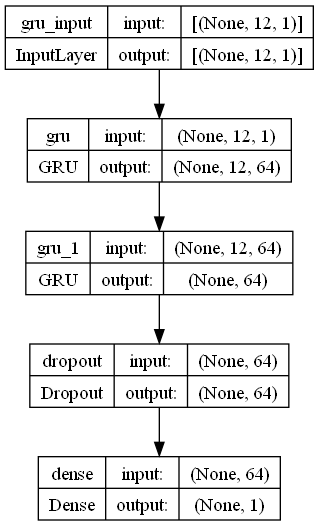 gru_input input: [(None, 12, 1)]
InputLayer output: [(None, 12, 1)]
gru input: (None, 12, 1)
GRU output: (None, 12, 64)
gru_1 input: (None, 12, 64)
GRU output: (None, 64)
dropout input: (None, 64)
Dropout output: (None, 64)
dense input: (None, 64)
Dense output: (None, 1)